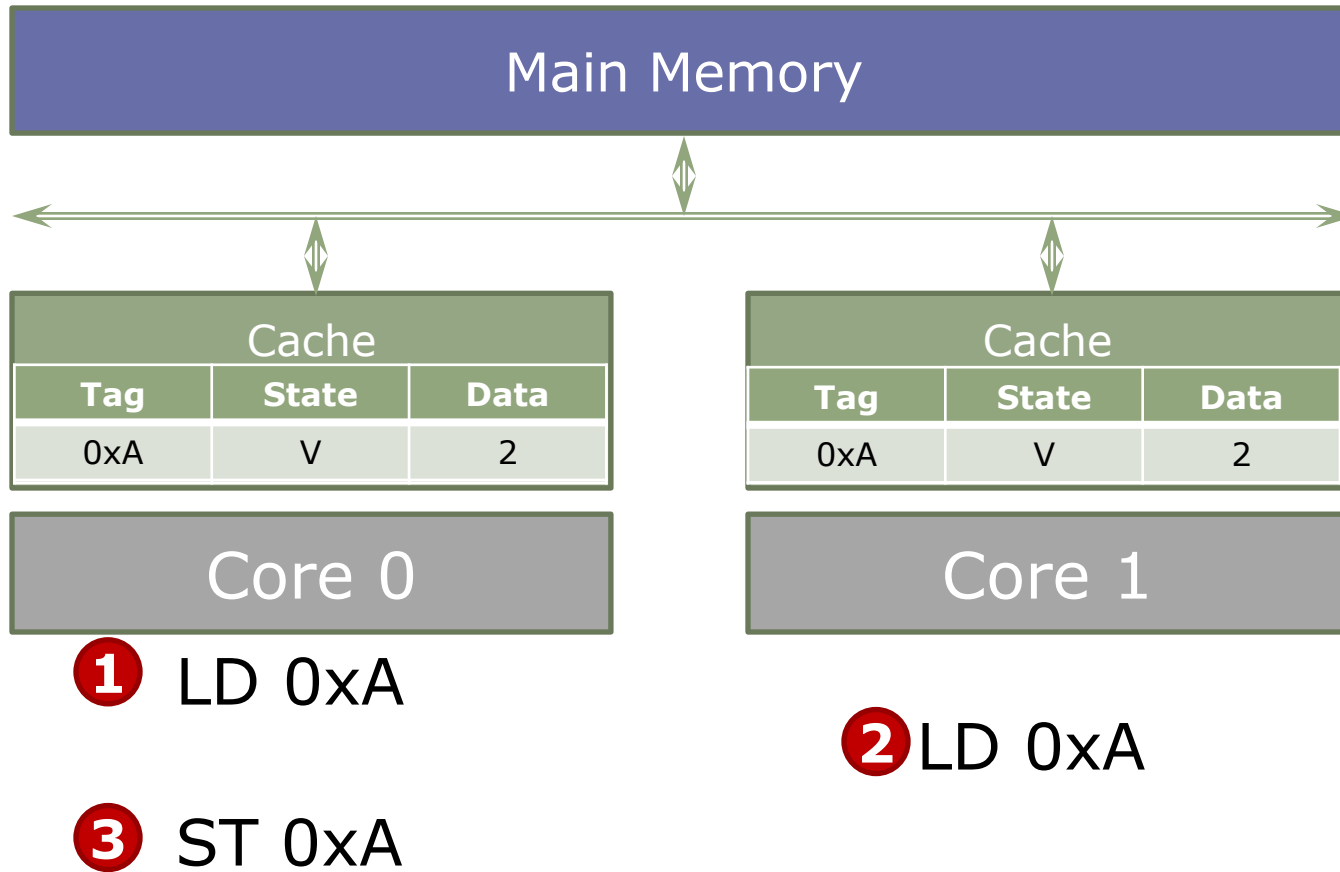 Main Memory
Cache
Tag State Data
0xA V 2
Cache
Tag State Data
0xA V 2
Core 0
Core 1
1 LD 0xA
2 LD 0xA
3 ST 0xA